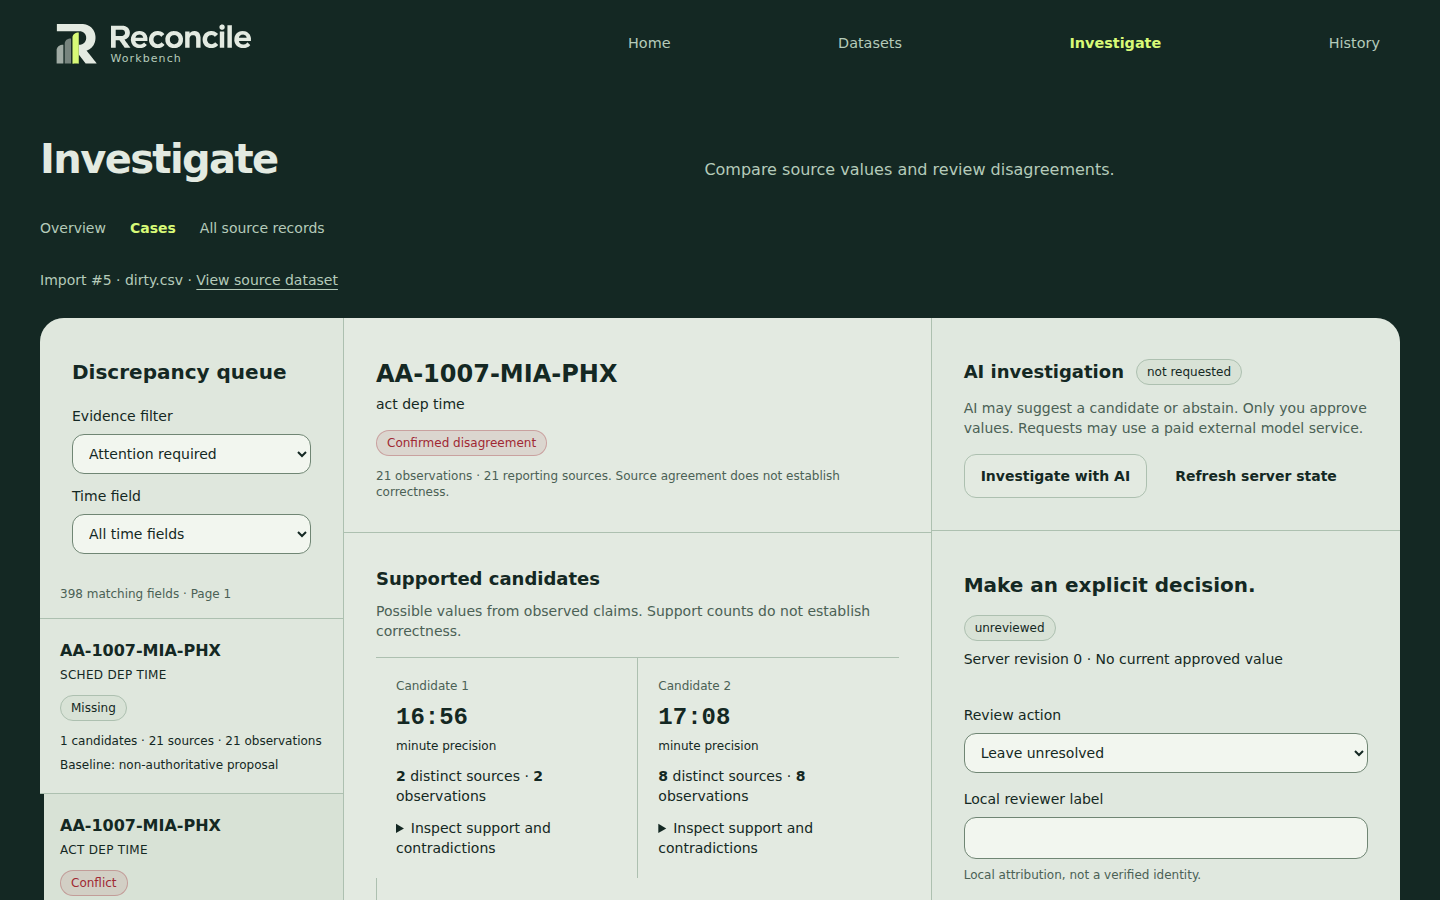 Reconcile
Workbench
Home
Datasets
Investigate
History
Investigate
Compare source values and review disagreements.
Overview
Cases
All source records
Import #5 · dirty.csv · View source dataset
Discrepancy queue
Evidence filter
Attention required
Time field
All time fields
398 matching fields · Page 1
AA-1007-MIA-PHX
SCHED DEP TIME
Missing
1 candidates · 21 sources · 21 observations
Baseline: non-authoritative proposal
AA-1007-MIA-PHX
ACT DEP TIME
Conflict
AA-1007-MIA-PHX
act dep time
Confirmed disagreement
21 observations · 21 reporting sources. Source agreement does not establish
correctness.
Supported candidates
Possible values from observed claims. Support counts do not establish
correctness.
Candidate 1
16:56
minute precision
2 distinct sources · 2
observations
Inspect support and
contradictions
Candidate 2
17:08
minute precision
8 distinct sources · 8
observations
Inspect support and
contradictions
AI investigation
not requested
AI may suggest a candidate or abstain. Only you approve
values. Requests may use a paid external model service.
Investigate with AI
Refresh server state
Make an explicit decision.
unreviewed
Server revision 0 · No current approved value
Review action
Leave unresolved
Local reviewer label
Local attribution, not a verified identity.